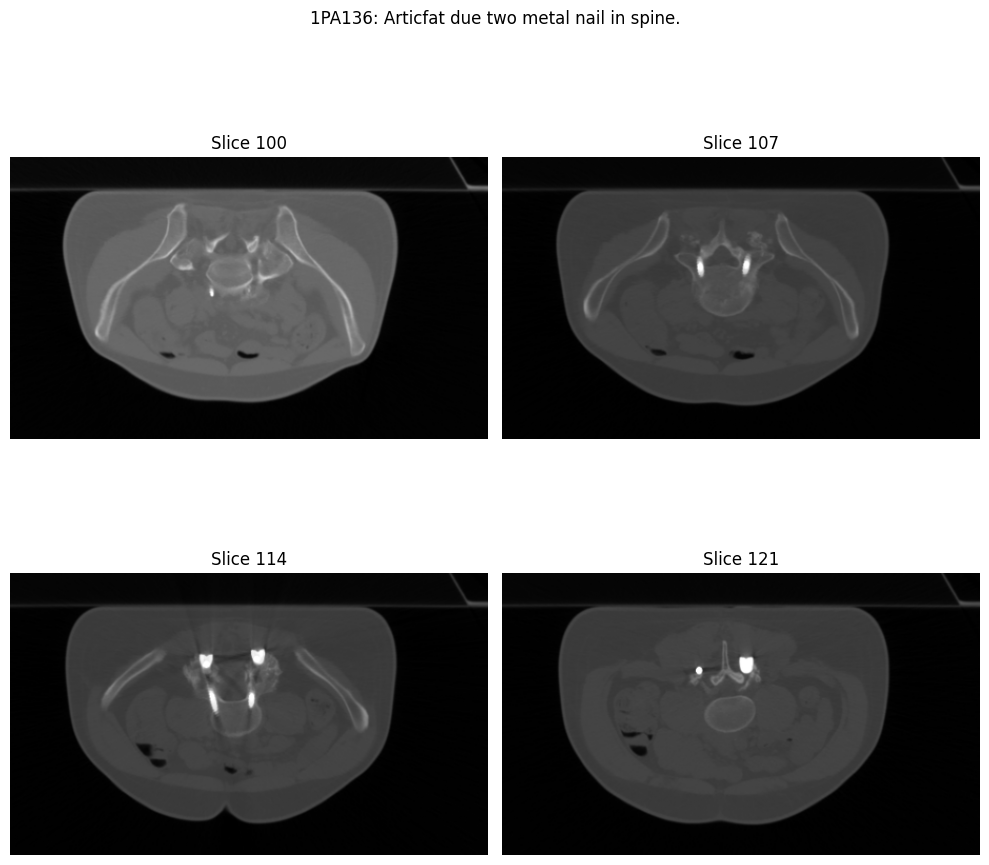 1PA136: Articfat due two metal nail in spine.
Slice 100
Slice 107
Slice 114
Slice 121